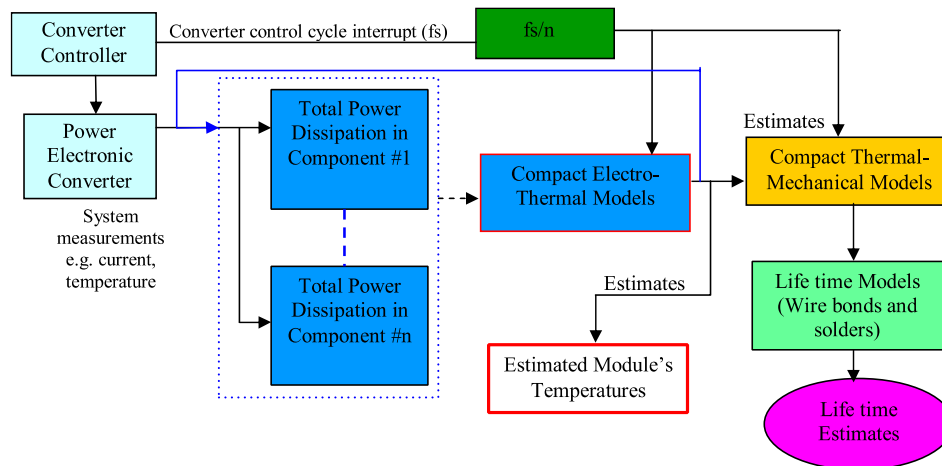 Converter
Controller
Converter control cycle interrupt (fs)
fs/n
Power
Electronic
Converter
System
measurements
e.g. current,
temperature
Total Power
Dissipation in
Component #1
Total Power
Dissipation in
Component #n
Compact Electro-
Thermal Models
Estimates
Compact Thermal-
Mechanical Models
Estimates
Estimated Module’s
Temperatures
Life time Models
(Wire bonds and
solders)
Life time
Estimates